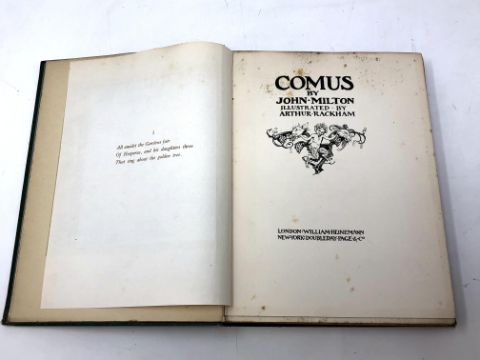 1
All amidst the Gardens fair
Of Hesperus, and his daughters three
That sing about the golden tree.
COMUS
BY
JOHN·MILTON
ILLUSTRATED·BY
ARTHUR·RACKHAM
LONDON:WILLIAM·HEINEMANN
NEW·YORK:DOUBLEDAY·PAGE·&·Co